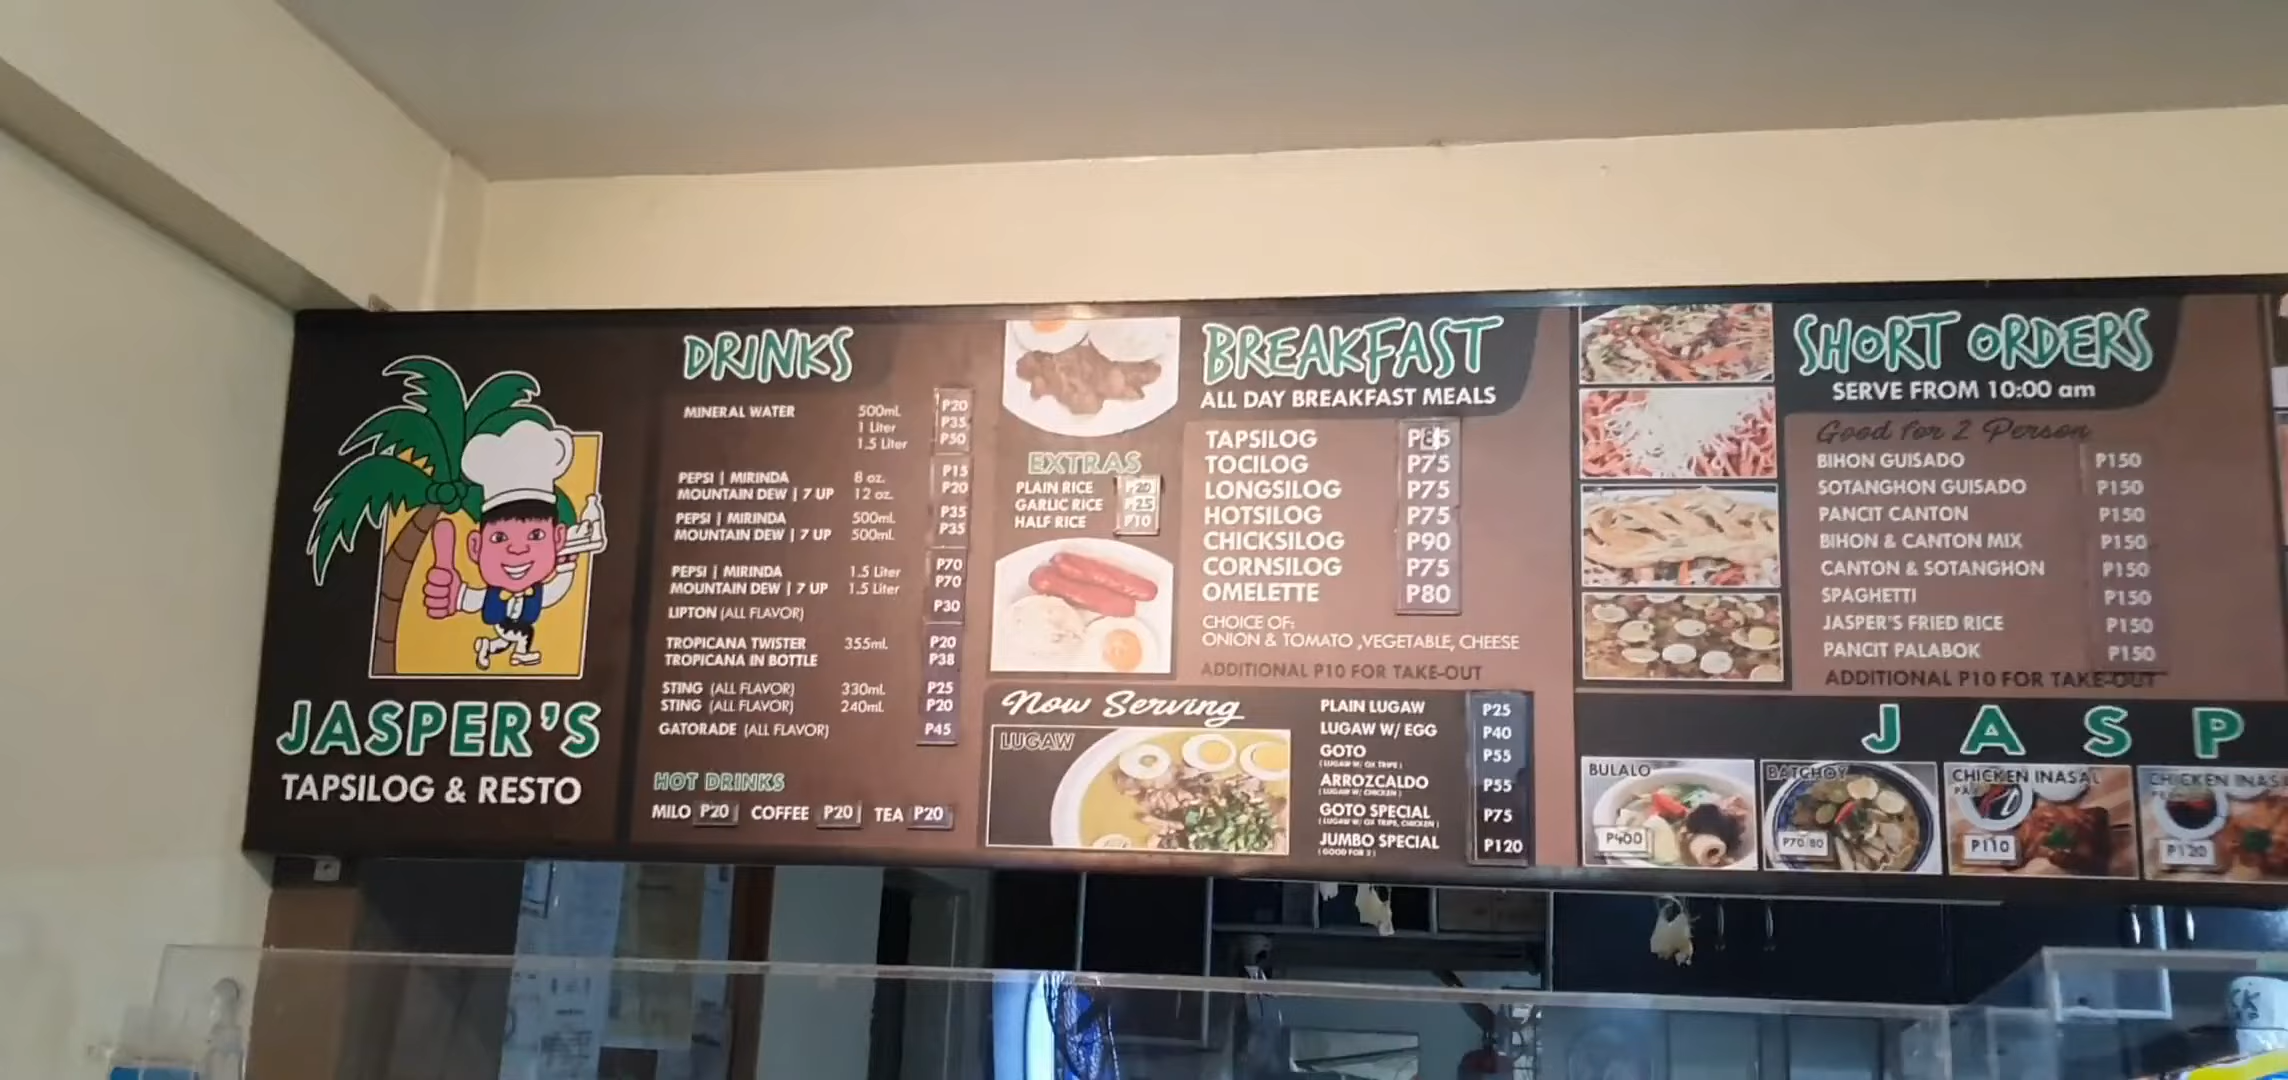 JASPER'S
TAPSILOG & RESTO
DRINKS
MINERAL WATER 500ml. P20
1 Liter P35
1.5 Liter P50
PEPSI | MIRINDA 8 oz. P15
MOUNTAIN DEW | 7 UP 12 oz. P20
PEPSI | MIRINDA 500ml. P35
MOUNTAIN DEW | 7 UP 500ml. P35
PEPSI | MIRINDA 1.5 Liter P70
MOUNTAIN DEW | 7 UP 1.5 Liter P70
LIPTON (ALL FLAVOR) P30
TROPICANA TWISTER 355ml. P20
TROPICANA IN BOTTLE P38
STING (ALL FLAVOR) 330ml. P25
STING (ALL FLAVOR) 240ml. P20
GATORADE (ALL FLAVOR) P45
HOT DRINKS
MILO P20 COFFEE P20 TEA P20
EXTRAS
PLAIN RICE P20
GARLIC RICE P25
HALF RICE P10
BREAKFAST
ALL DAY BREAKFAST MEALS
TAPSILOG P85
TOCILOG P75
LONGSILOG P75
HOTSILOG P75
CHICKSILOG P90
CORNSILOG P75
OMELETTE P80
CHOICE OF:
ONION & TOMATO ,VEGETABLE, CHEESE
ADDITIONAL P10 FOR TAKE-OUT
Now Serving
LUGAW
PLAIN LUGAW P25
LUGAW W/ EGG P40
GOTO P55
( LUGAW W/ OX TRIPE )
ARROZCALDO P55
( LUGAW W/ CHICKEN )
GOTO SPECIAL P75
( LUGAW W/ OX TRIPE, CHICKEN )
JUMBO SPECIAL P120
( GOOD FOR 2 )
SHORT ORDERS
SERVE FROM 10:00 am
Good for 2 Person
BIHON GUISADO P150
SOTANGHON GUISADO P150
PANCIT CANTON P150
BIHON & CANTON MIX P150
CANTON & SOTANGHON P150
SPAGHETTI P150
JASPER'S FRIED RICE P150
PANCIT PALABOK P150
ADDITIONAL P10 FOR TAKE-OUT
J A S P
BULALO
P400
BATCHOY
P70/80
CHICKEN INASAL
P110
CHICKEN INAS
P120